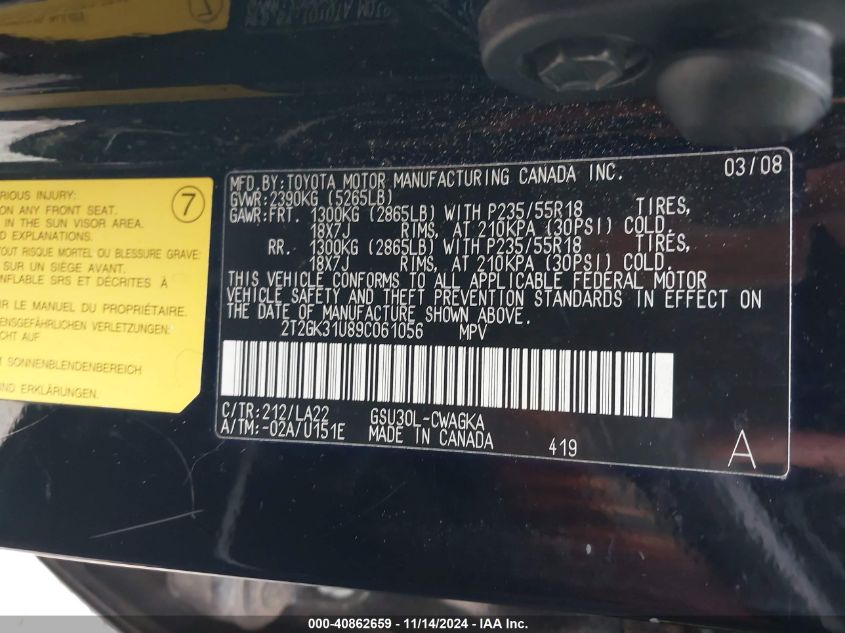 RIOUS INJURY:
ON ANY FRONT SEAT.
IN THE SUN VISOR AREA.
D EXPLANATIONS.
TOUT RISQUE MORTEL OU BLESSURE GRAVE:
SUR UN SIÈGE AVANT.
NFLABLE SRS ET DÉCRITES À
R LE MANUEL DU PROPRIÉTAIRE.
ENSGEFÄHRLICHEN VERLETZUNGEN:
CHT AUF
M SONNENBLENDENBEREICH
ND ERKLÄRUNGEN.
7
MFD. BY: TOYOTA MOTOR MANUFACTURING CANADA INC. 03/08
GVWR: 2390KG (5265LB)
GAWR: FRT. 1300KG (2865LB) WITH P235/55R18 TIRES,
18X7J RIMS, AT 210KPA (30PSI) COLD.
RR. 1300KG (2865LB) WITH P235/55R18 TIRES,
18X7J RIMS, AT 210KPA (30PSI) COLD.
THIS VEHICLE CONFORMS TO ALL APPLICABLE FEDERAL MOTOR
VEHICLE SAFETY AND THEFT PREVENTION STANDARDS IN EFFECT ON
THE DATE OF MANUFACTURE SHOWN ABOVE.
2T2GK31U89C061056 MPV
C/TR: 212/LA22 GSU30L-CWAGKA
A/TM: -02A/U151E MADE IN CANADA 419 A
000-40862659 - 11/14/2024 - IAA Inc.